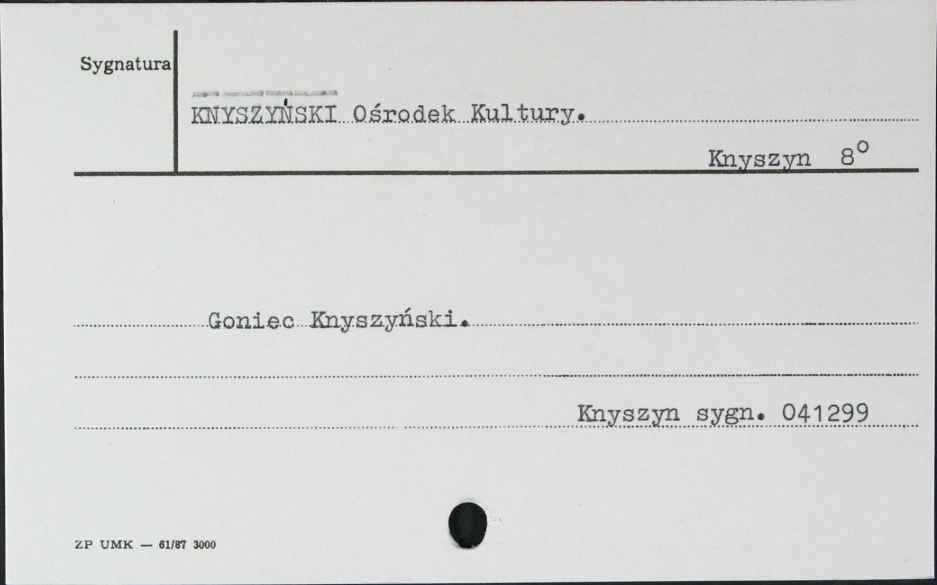 Sygnatura
KNYSZYŃSKI Ośrodek Kultury.
Knyszyn 8°
Goniec Knyszyński.
Knyszyn sygn. 041299
ZP UMK — 61/87 3000